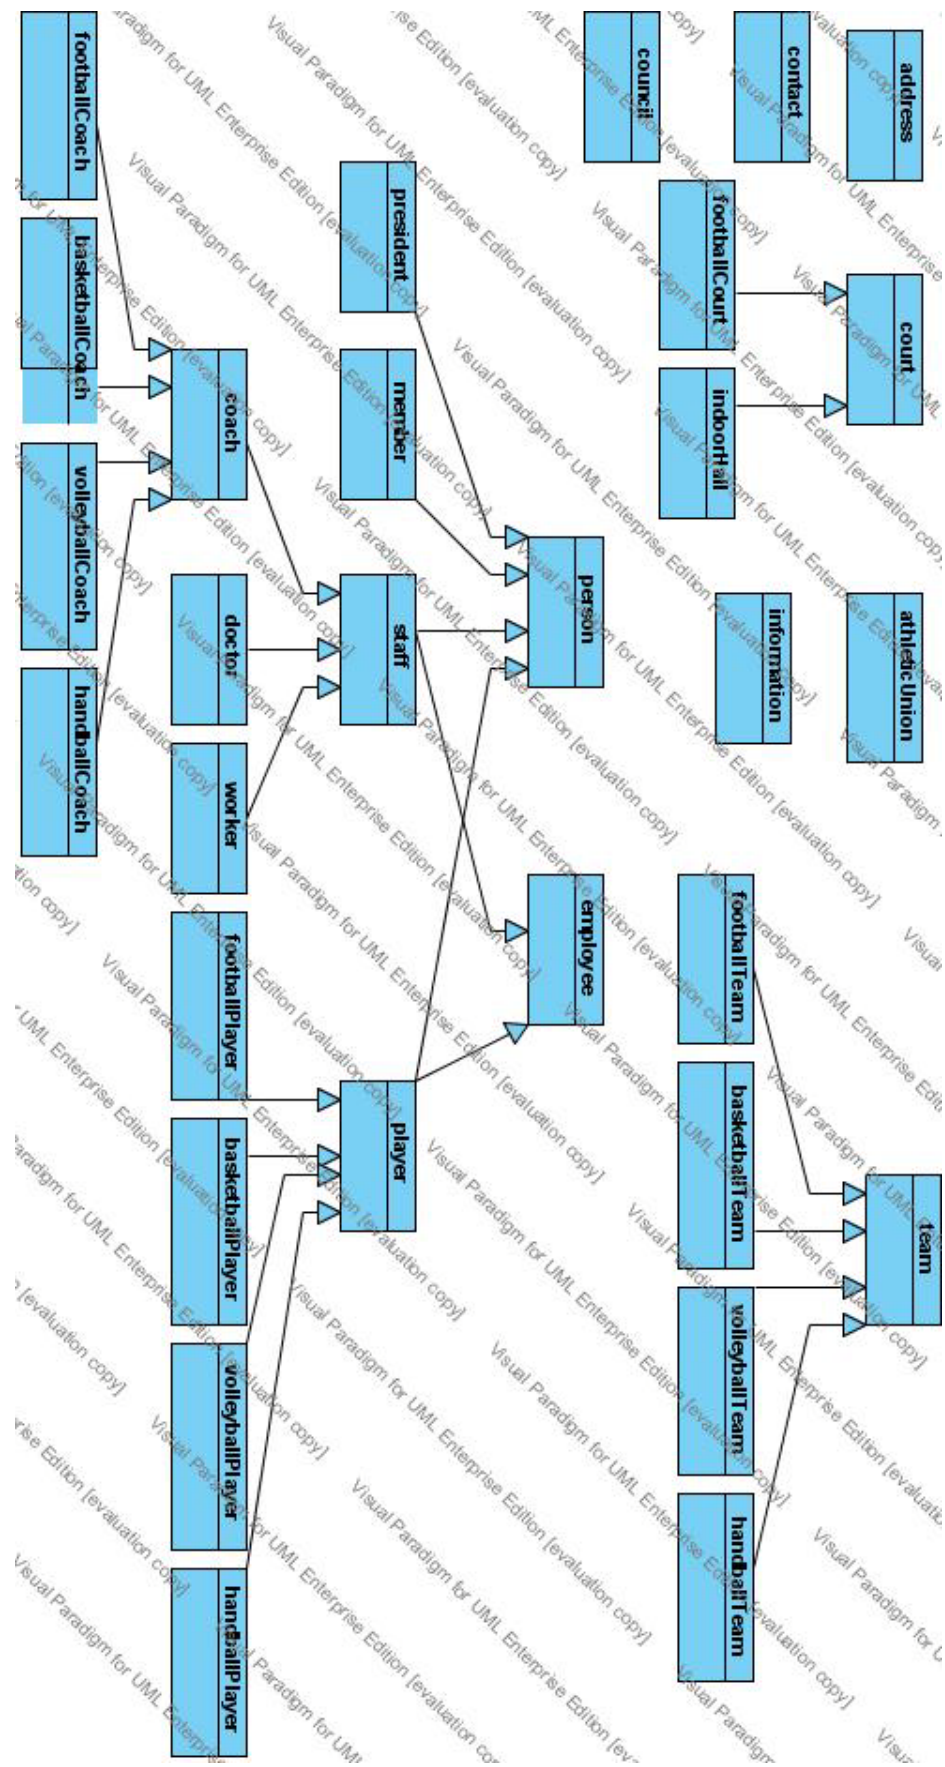 address
court
athleticUnion
team
contact
information
footballCourt
indoorHall
footballTeam
basketballTeam
volleyballTeam
handballTeam
council
person
employee
president
member
staff
player
coach
doctor
worker
footballPlayer
basketballPlayer
volleyballPlayer
handballPlayer
footballCoach
basketballCoach
volleyballCoach
handballCoach
Visual Paradigm for UML Enterprise Edition [evaluation copy]